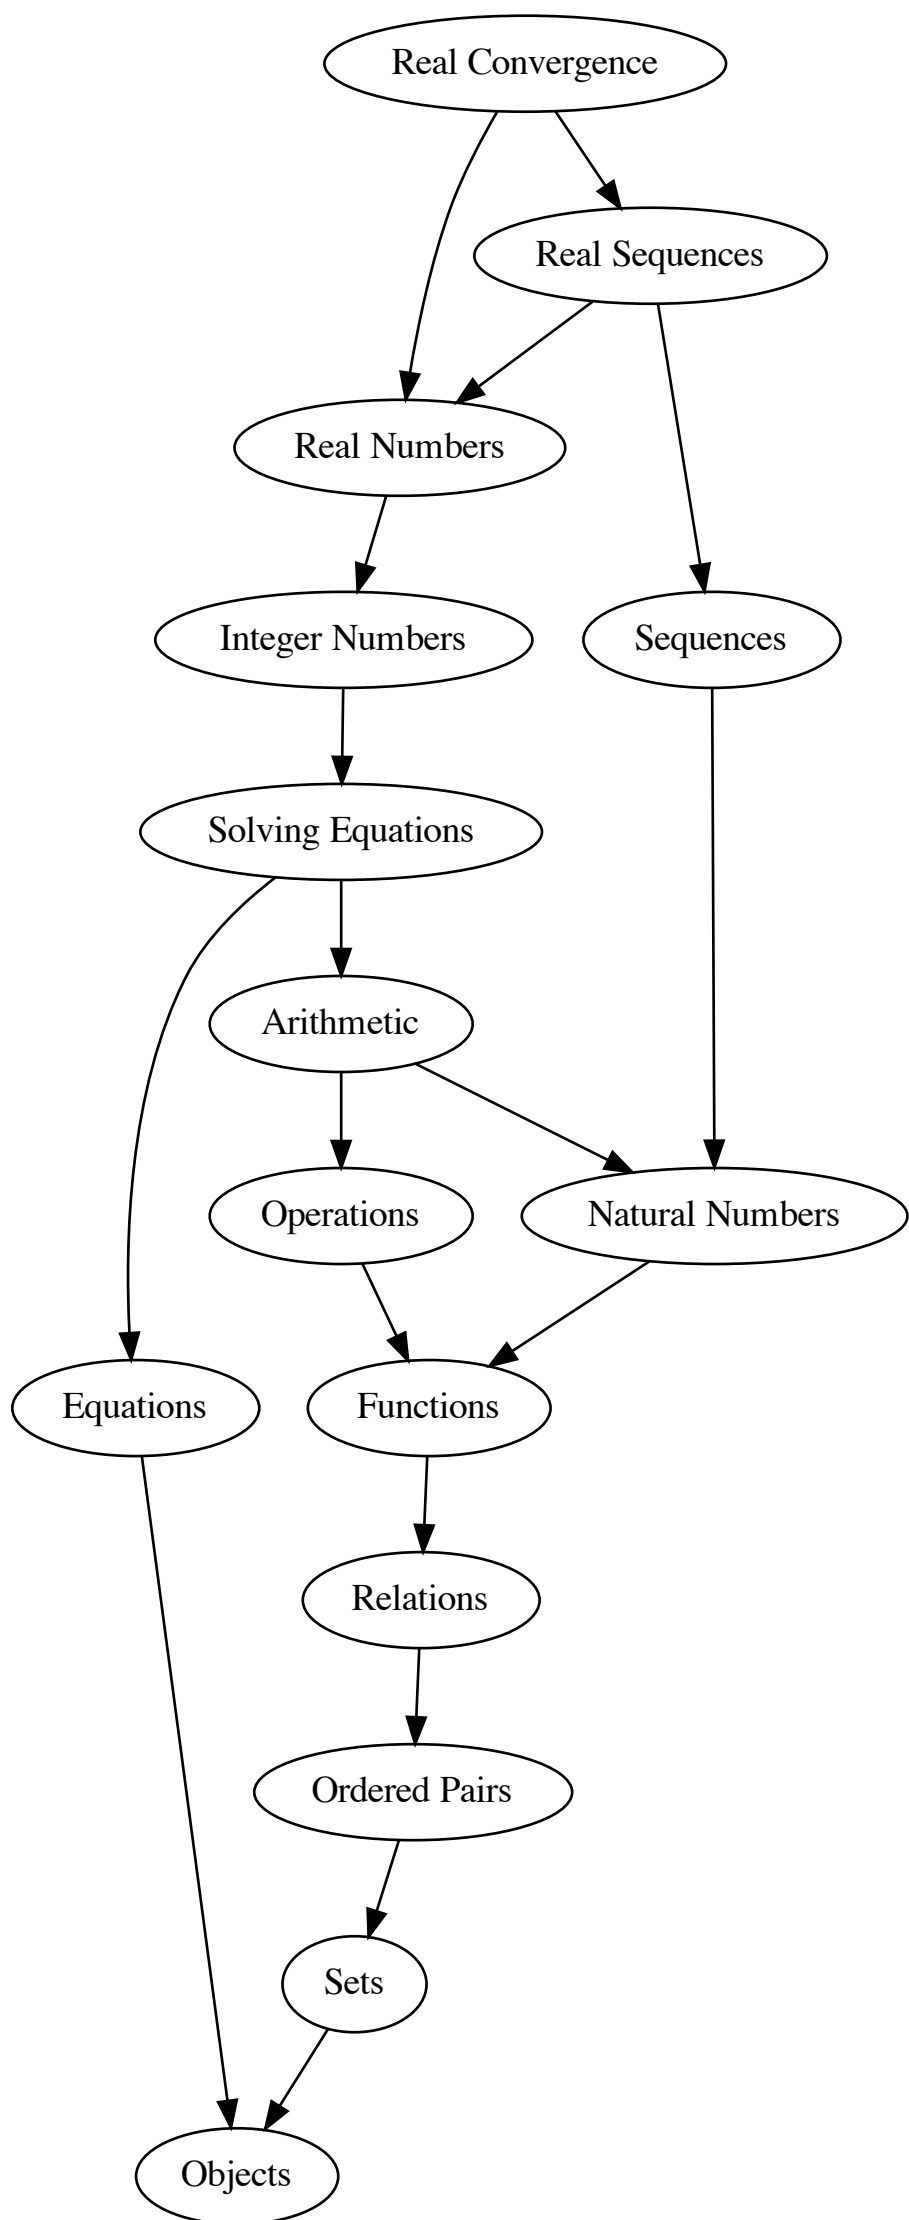 Real Convergence
Real Sequences
Real Numbers
Integer Numbers
Sequences
Solving Equations
Arithmetic
Operations
Natural Numbers
Equations
Functions
Relations
Ordered Pairs
Sets
Objects